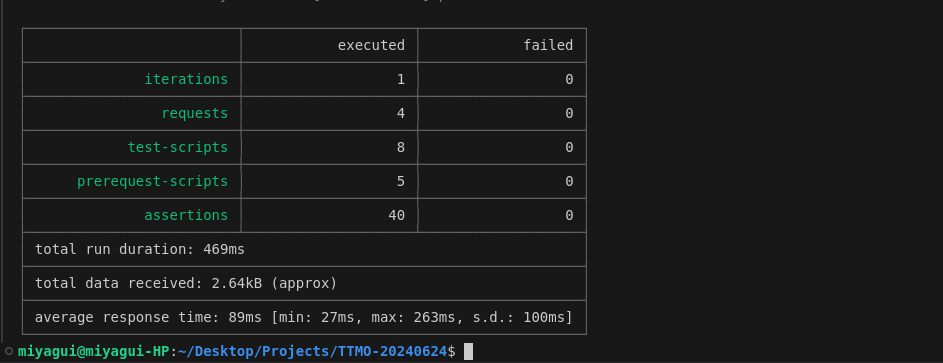 executed failed
iterations 1 0
requests 4 0
test-scripts 8 0
prerequest-scripts 5 0
assertions 40 0
total run duration: 469ms
total data received: 2.64kB (approx)
average response time: 89ms [min: 27ms, max: 263ms, s.d.: 100ms]
miyagui@miyagui-HP:~/Desktop/Projects/TTMO-20240624$